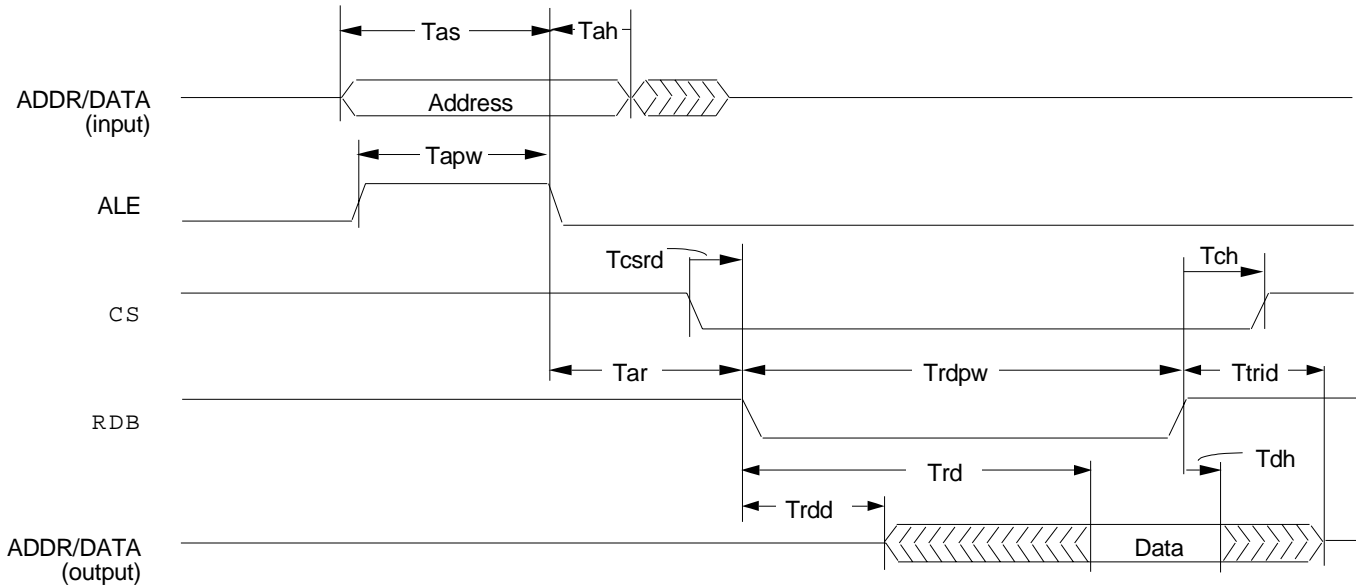 Tas
Tah
ADDR/DATA
(input)
Address
Tapw
ALE
Tcsrd
Tch
CS
Tar
Trdpw
Ttrid
RDB
Trd
Tdh
Trdd
ADDR/DATA
(output)
Data